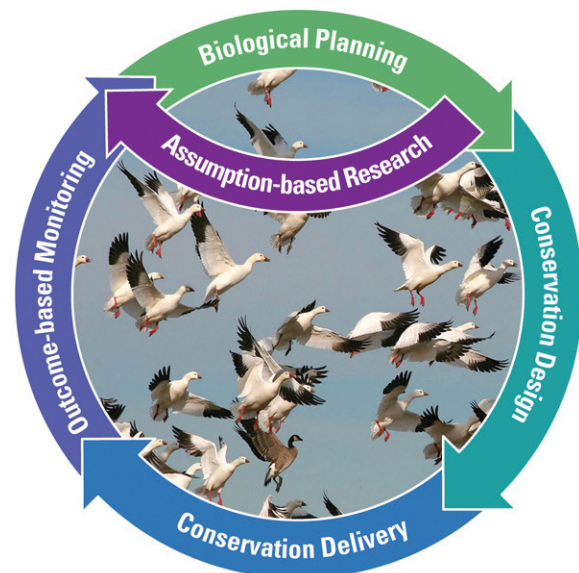 Biological Planning
Assumption-based Research
Conservation Design
Conservation Delivery
Outcome-based Monitoring